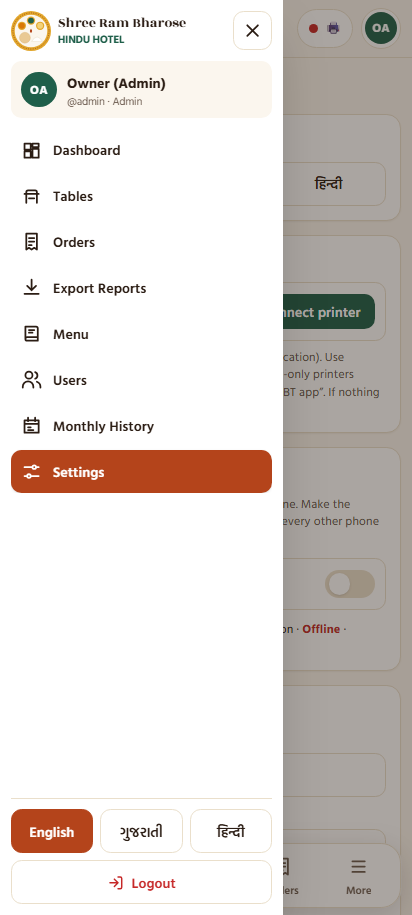 Shree Ram Bharose
HINDU HOTEL
OA
OA
Owner (Admin)
@admin · Admin
Dashboard
हिन्दी
Tables
Orders
Export Reports
nnect printer
Menu
cation). Use
-only printers
Users
BT app". If nothing
Monthly History
Settings
ne. Make the
every other phone
on · Offline ·
English
ગુજરાતી
हिन्दी
Logout
ders
More